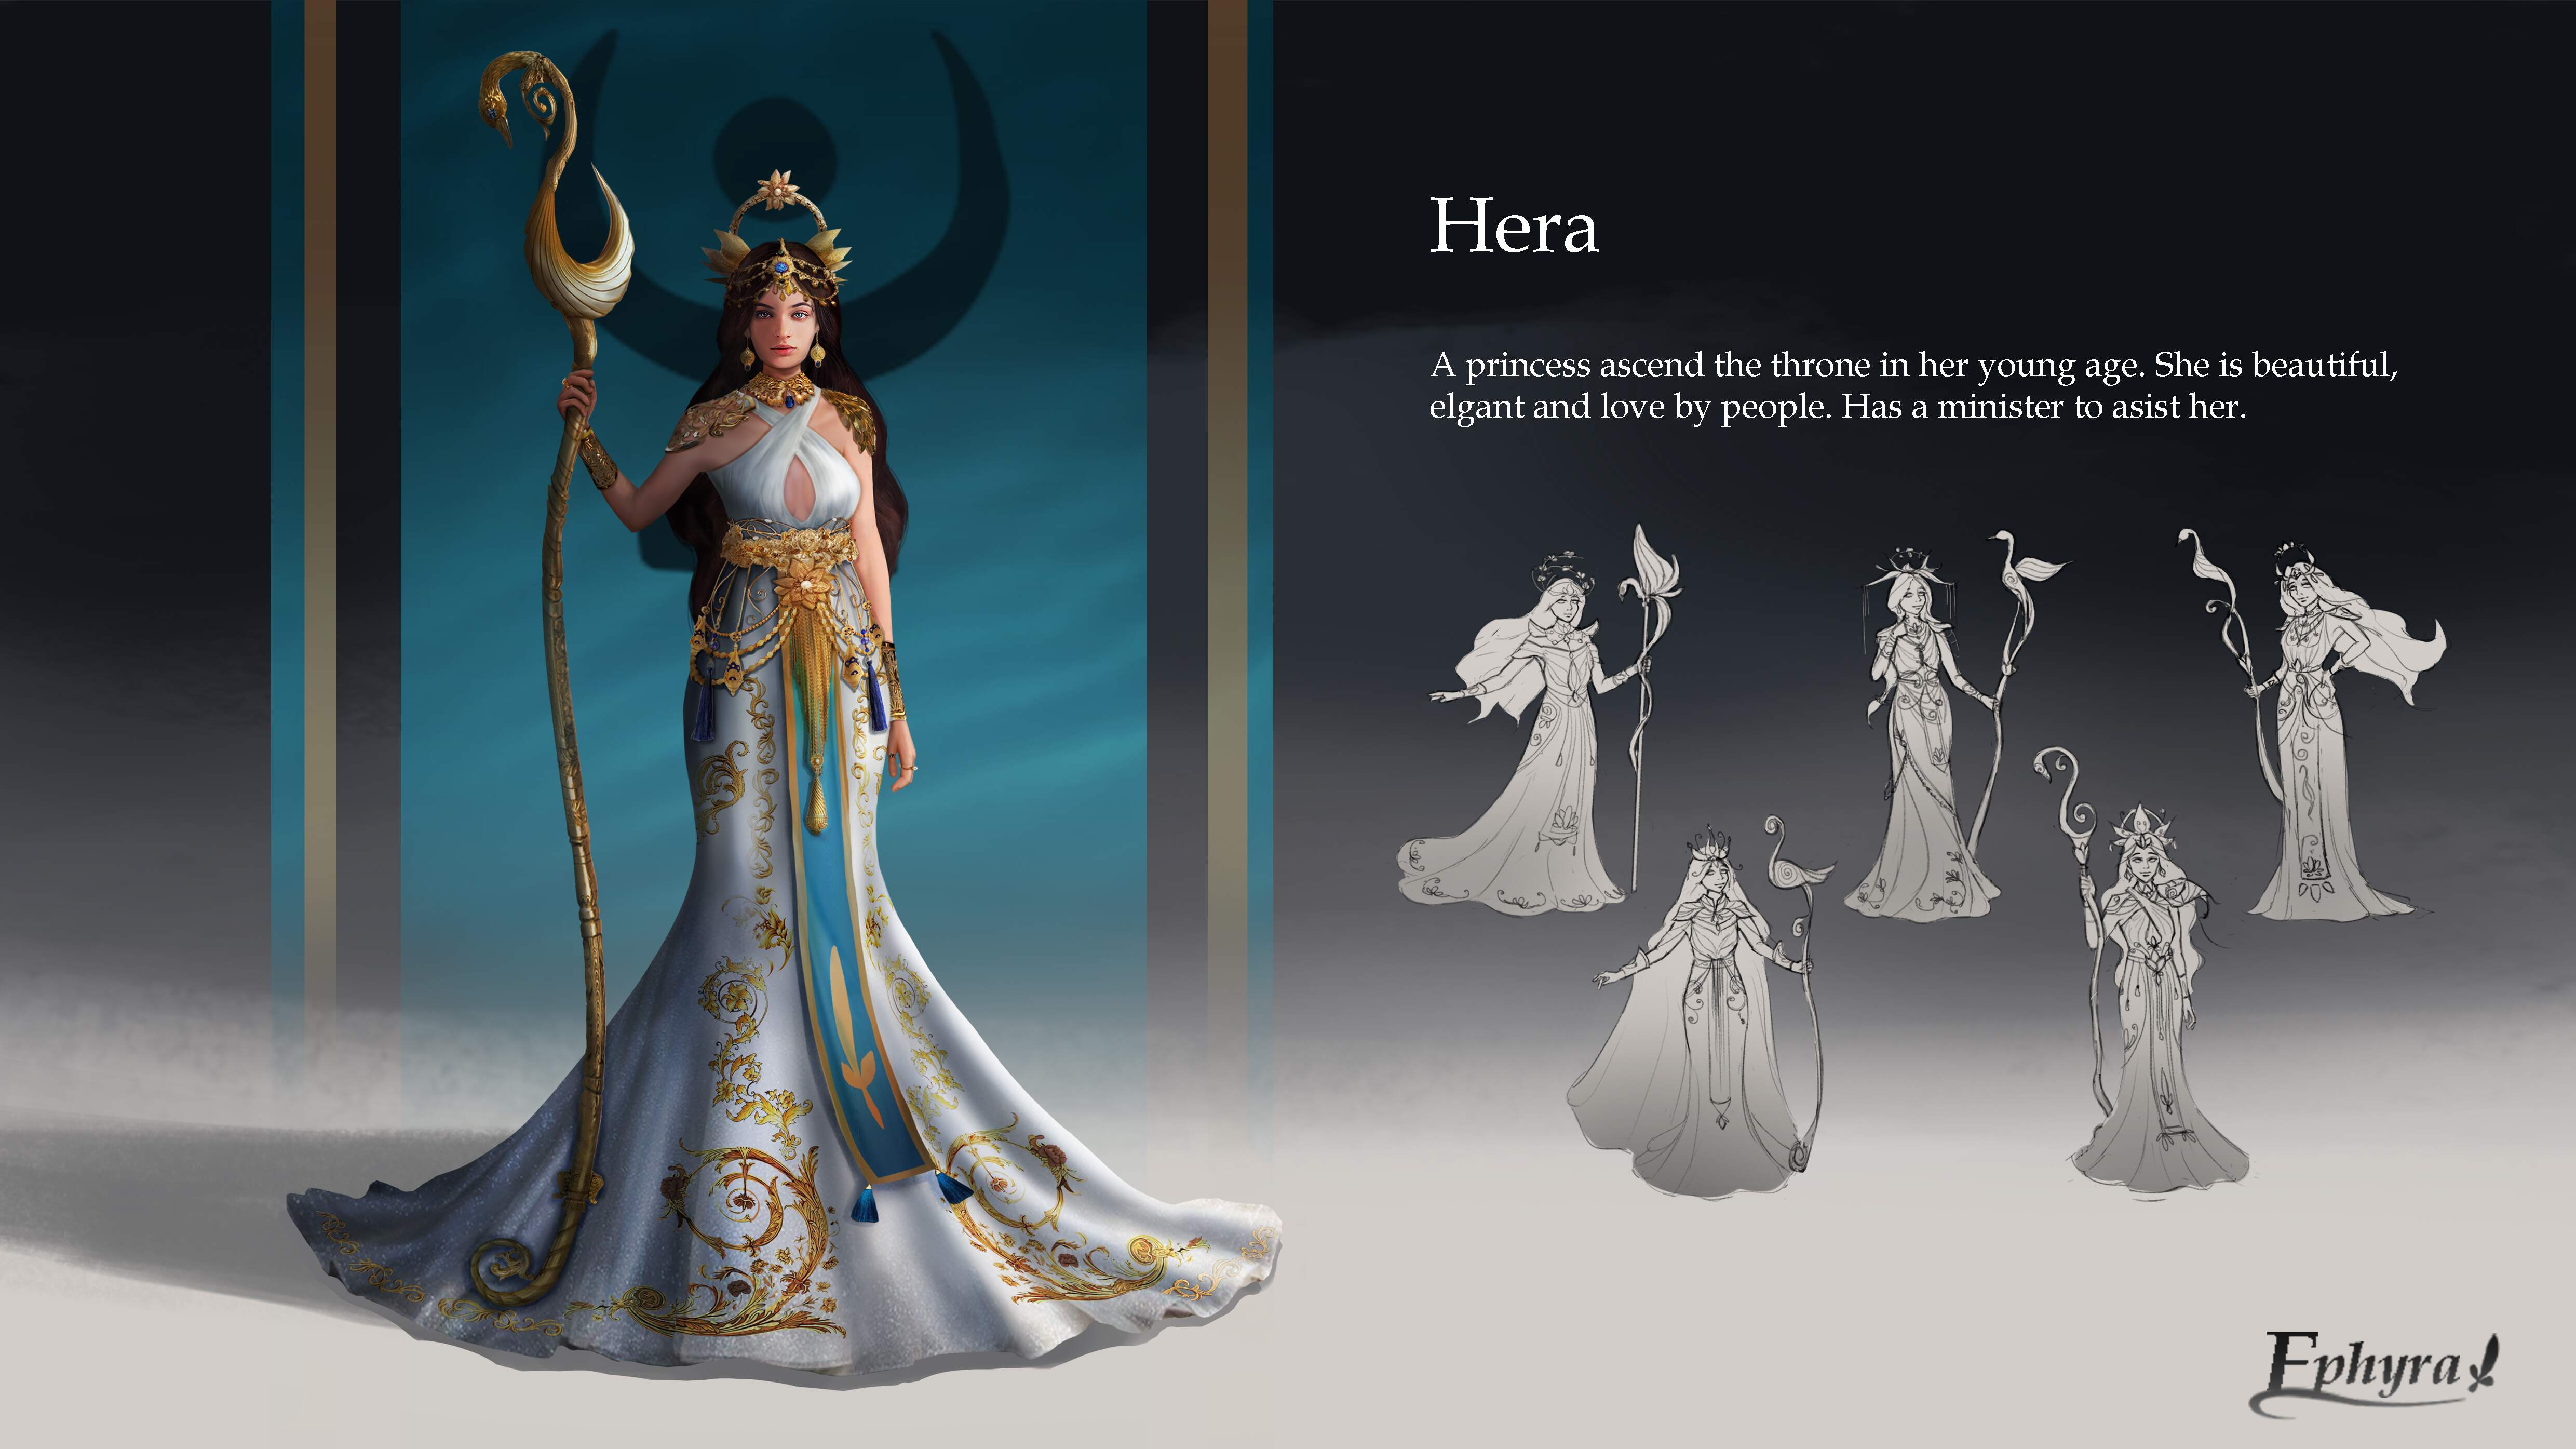 Hera
A princess ascend the throne in her young age. She is beautiful,
elgant and love by people. Has a minister to asist her.
Ephyra